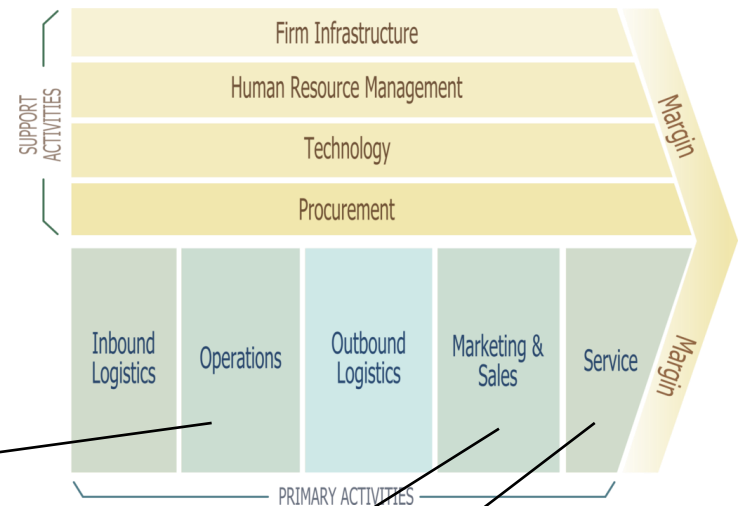 Firm Infrastructure
SUPPORT
ACTIVITIES
Human Resource Management
Technology
Procurement
Margin
Inbound
Logistics
Operations
Outbound
Logistics
Marketing &
Sales
Service
Margin
PRIMARY ACTIVITIES